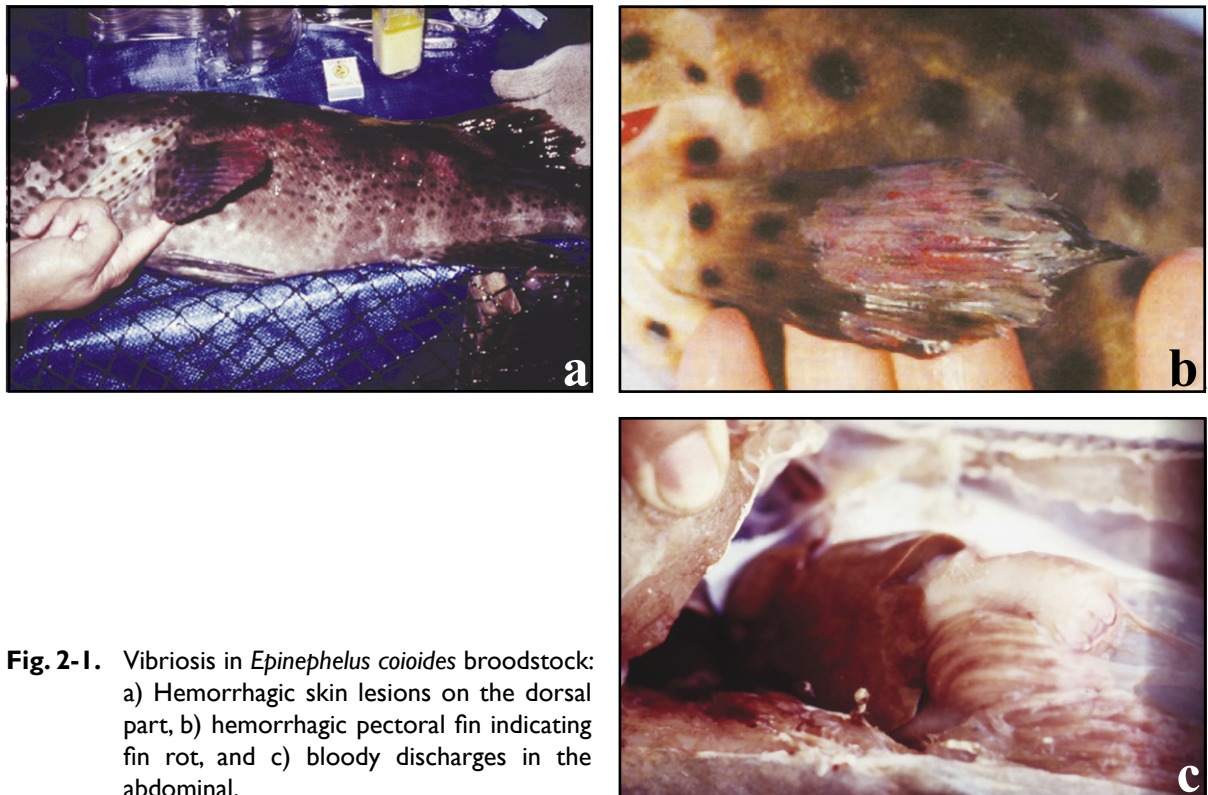 a
b
c
Fig. 2-1. Vibriosis in Epinephelus coioides broodstock:
a) Hemorrhagic skin lesions on the dorsal
part, b) hemorrhagic pectoral fin indicating
fin rot, and c) bloody discharges in the
abdominal.